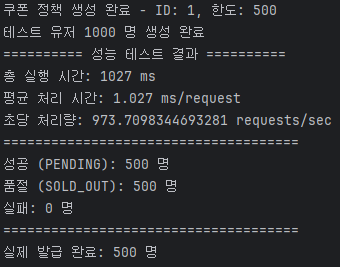 쿠폰 정책 생성 완료 - ID: 1, 한도: 500
테스트 유저 1000 명 생성 완료
========== 성능 테스트 결과 ==========
총 실행 시간: 1027 ms
평균 처리 시간: 1.027 ms/request
초당 처리량: 973.7098344693281 requests/sec
=====================================
성공 (PENDING): 500 명
품절 (SOLD_OUT): 500 명
실패: 0 명
=====================================
실제 발급 완료: 500 명